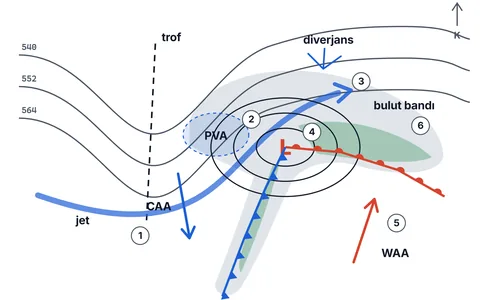 K
trof
diverjans
540
552
3
564
bulut bandı
2
6
4
PVA
L
CAA
jet
1
5
WAA